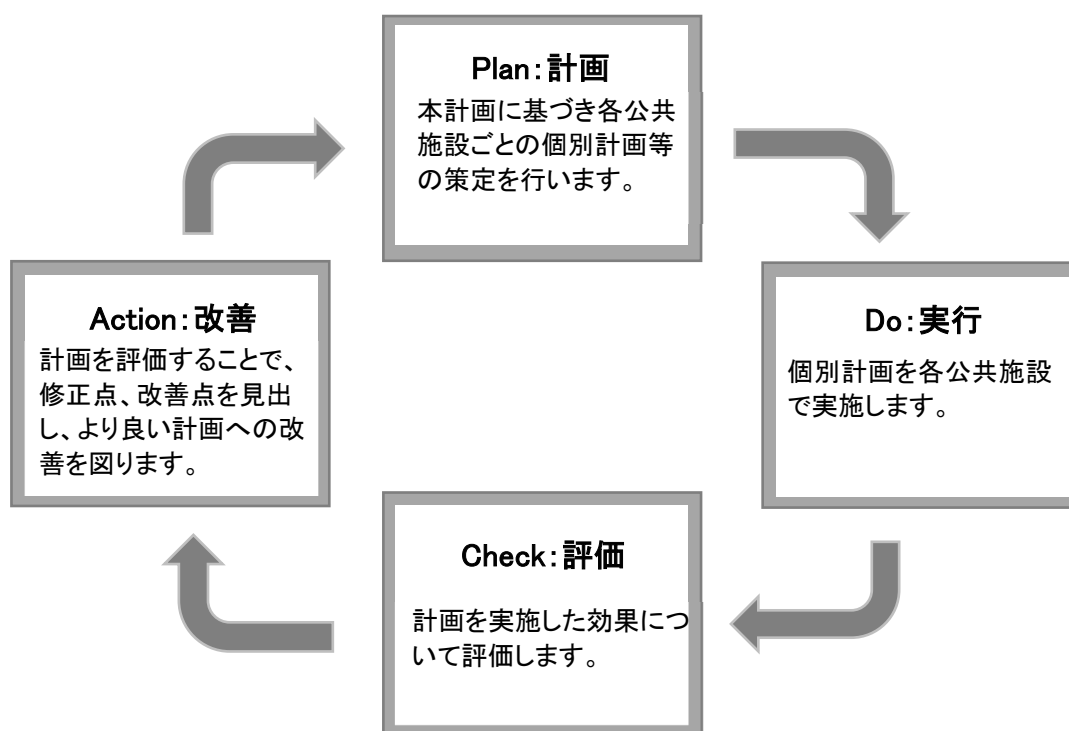 Plan：計画
本計画に基づき各公共
施設ごとの個別計画等
の策定を行います。
Do：実行
個別計画を各公共施設
で実施します。
Check：評価
計画を実施した効果につ
いて評価します。
Action：改善
計画を評価することで、
修正点、改善点を見出
し、より良い計画への改
善を図ります。